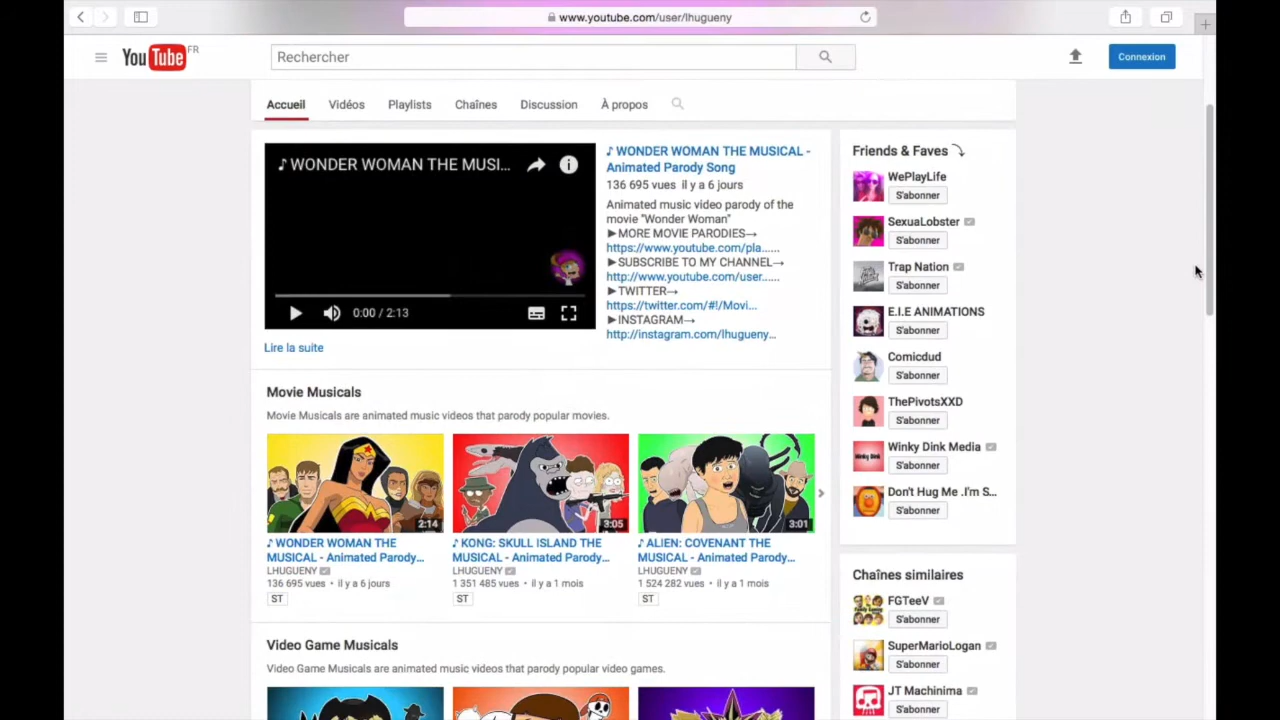 www.youtube.com/user/lhugueny
YouTube FR
Rechercher
Connexion
Accueil Vidéos Playlists Chaînes Discussion À propos
♪ WONDER WOMAN THE MUSI...
0:00 / 2:13
♪ WONDER WOMAN THE MUSICAL -
Animated Parody Song
136 695 vues il y a 6 jours
Animated music video parody of the
movie "Wonder Woman"
►MORE MOVIE PARODIES→
https://www.youtube.com/pla......
►SUBSCRIBE TO MY CHANNEL→
http://www.youtube.com/user......
►TWITTER→
https://twitter.com/#!/Movi...
►INSTAGRAM→
http://instagram.com/lhugueny...
Lire la suite
Movie Musicals
Movie Musicals are animated music videos that parody popular movies.
2:14
♪ WONDER WOMAN THE
MUSICAL - Animated Parody...
LHUGUENY
136 695 vues • il y a 6 jours
ST
3:05
♪ KONG: SKULL ISLAND THE
MUSICAL - Animated Parody...
LHUGUENY
1 351 485 vues • il y a 1 mois
ST
3:01
♪ ALIEN: COVENANT THE
MUSICAL - Animated Parody...
LHUGUENY
1 524 282 vues • il y a 1 mois
ST
Video Game Musicals
Video Game Musicals are animated music videos that parody popular video games.
Friends & Faves
WePlayLife
S'abonner
SexuaLobster
S'abonner
Trap Nation
S'abonner
E.I.E ANIMATIONS
S'abonner
Comicdud
S'abonner
ThePivotsXXD
S'abonner
Winky Dink
Winky Dink Media
S'abonner
Don't Hug Me .I'm S...
S'abonner
Chaînes similaires
FGTeeV
S'abonner
SuperMarioLogan
S'abonner
JT Machinima
S'abonner